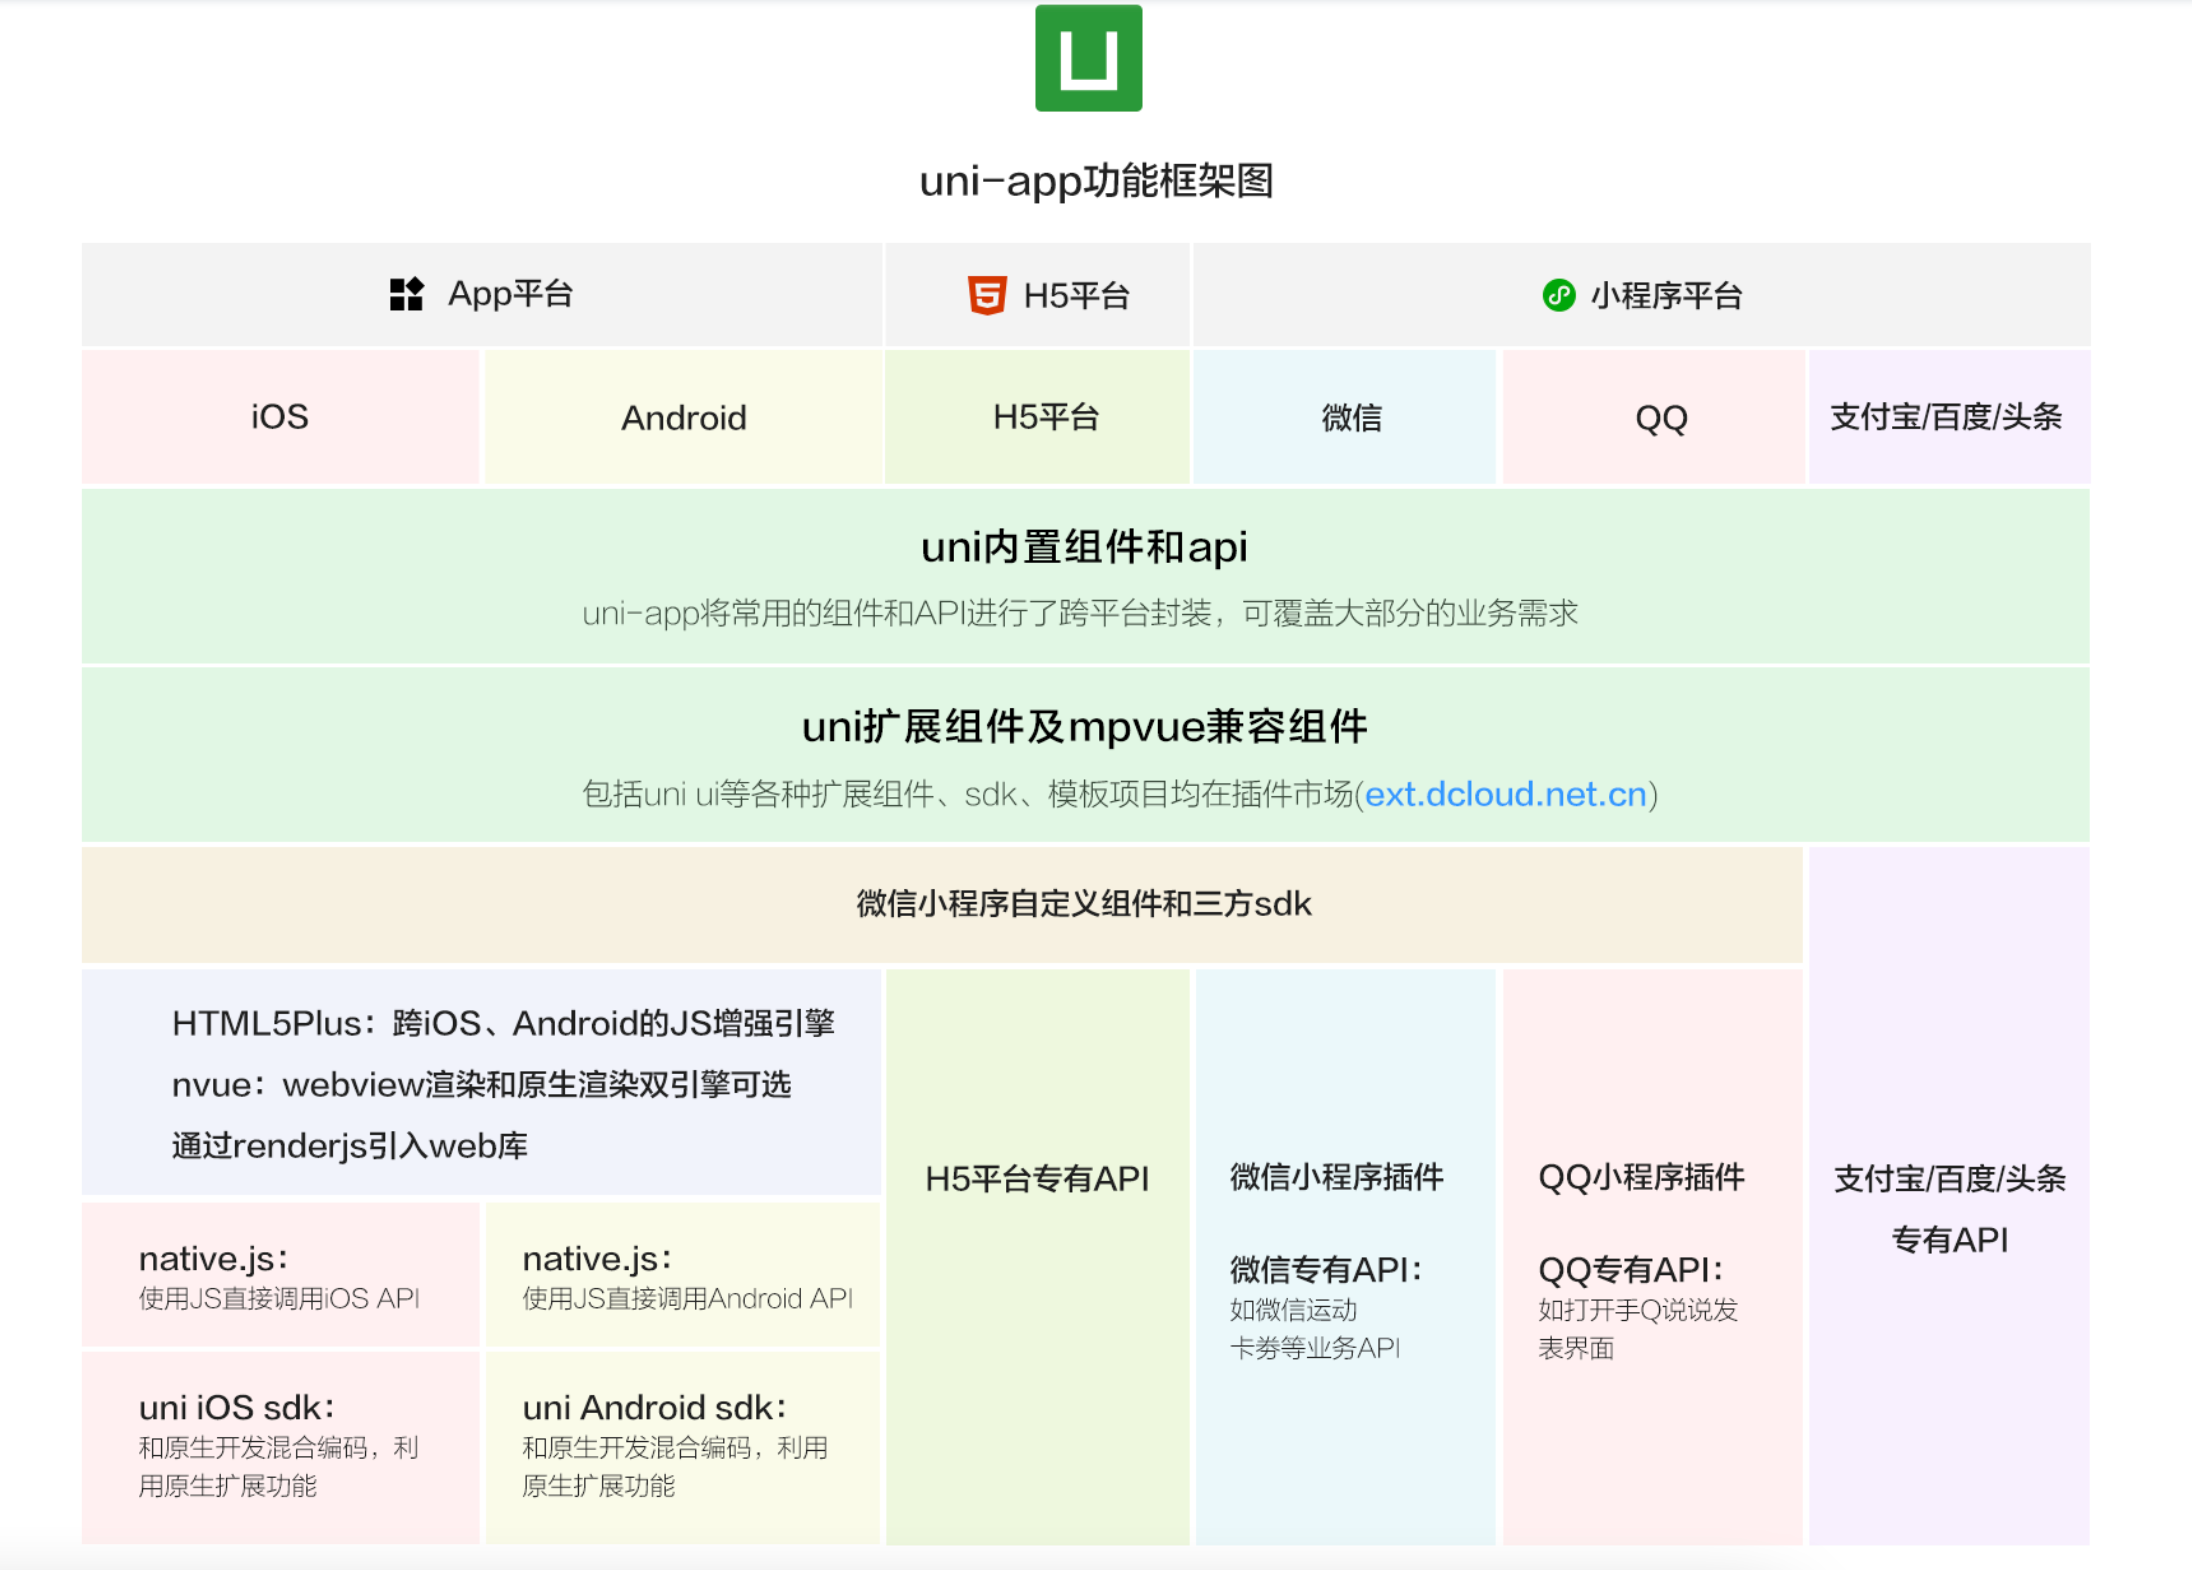 uni-app功能框架图
App平台
H5平台
小程序平台
iOS
Android
H5平台
微信
QQ
支付宝/百度/头条
uni内置组件和api
uni-app将常用的组件和API进行了跨平台封装，可覆盖大部分的业务需求
uni扩展组件及mpvue兼容组件
包括uni ui等各种扩展组件、sdk、模板项目均在插件市场(ext.dcloud.net.cn)
微信小程序自定义组件和三方sdk
HTML5Plus：跨iOS、Android的JS增强引擎
nvue：webview渲染和原生渲染双引擎可选
通过renderjs引入web库
native.js：
使用JS直接调用iOS API
native.js：
使用JS直接调用Android API
uni iOS sdk：
和原生开发混合编码，利
用原生扩展功能
uni Android sdk：
和原生开发混合编码，利用
原生扩展功能
H5平台专有API
微信小程序插件
微信专有API：
如微信运动
卡券等业务API
QQ小程序插件
QQ专有API：
如打开手Q说说发
表界面
支付宝/百度/头条
专有API